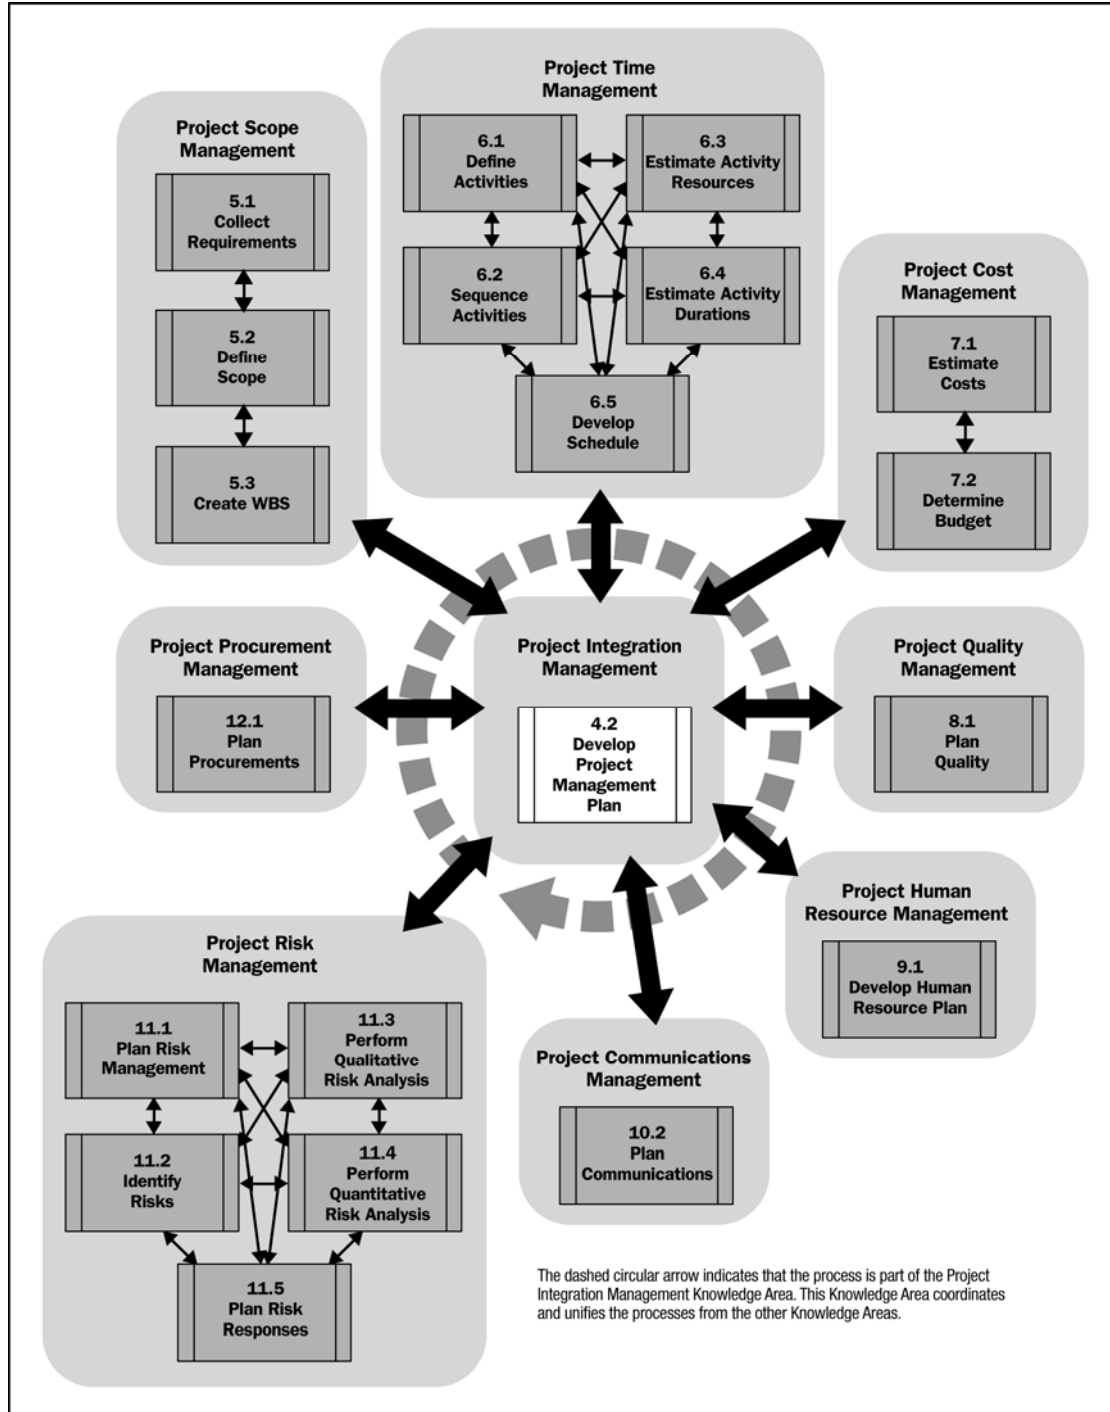 Project Time
Management
6.1
Define
Activities
6.3
Estimate Activity
Resources
6.2
Sequence
Activities
6.4
Estimate Activity
Durations
6.5
Develop
Schedule
Project Scope
Management
5.1
Collect
Requirements
5.2
Define
Scope
5.3
Create WBS
Project Cost
Management
7.1
Estimate
Costs
7.2
Determine
Budget
Project Procurement
Management
12.1
Plan
Procurements
Project Integration
Management
4.2
Develop
Project
Management
Plan
Project Quality
Management
8.1
Plan
Quality
Project Human
Resource Management
9.1
Develop Human
Resource Plan
Project Risk
Management
11.1
Plan Risk
Management
11.3
Perform
Qualitative
Risk Analysis
11.2
Identify
Risks
11.4
Perform
Quantitative
Risk Analysis
11.5
Plan Risk
Responses
Project Communications
Management
10.2
Plan
Communications
The dashed circular arrow indicates that the process is part of the Project
Integration Management Knowledge Area. This Knowledge Area coordinates
and unifies the processes from the other Knowledge Areas.